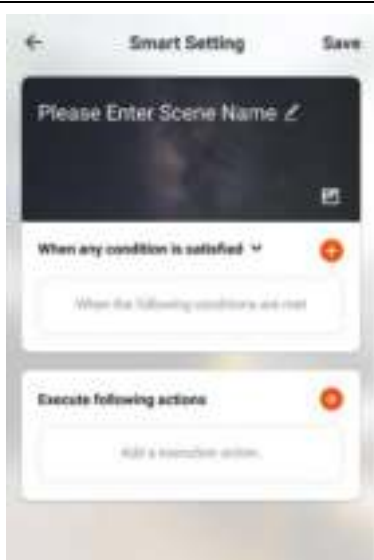 Smart Setting Save
Please Enter Scene Name
When any condition is satisfied
When the following conditions are met
Execute following actions
Add a execution action.